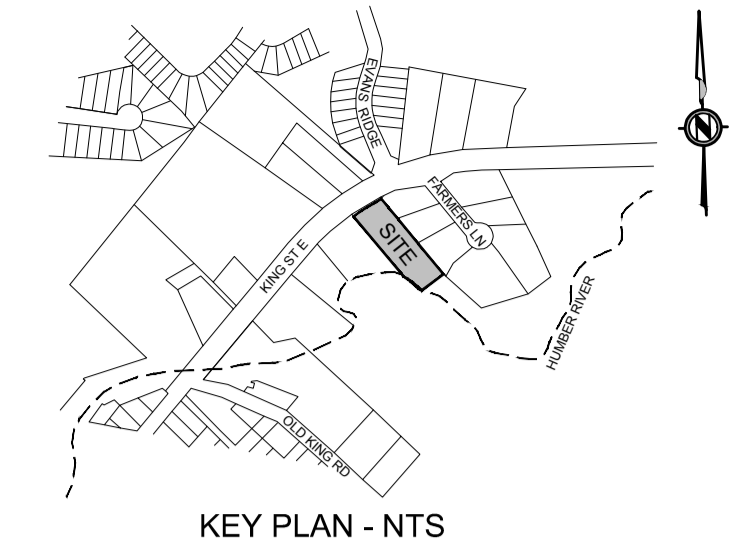 EVANS RIDGE
N
FARMERS LN
SITE
KING ST E
HUMBER RIVER
OLD KING RD
KEY PLAN - NTS